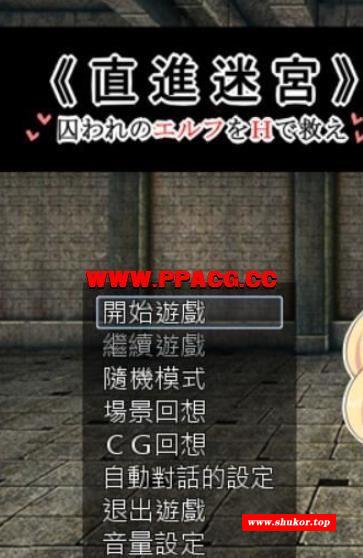 《直進迷宮》
囚われのエルフをHで救え
WWW.PPACG.CC
開始遊戲
繼續遊戲
隨機模式
場景回想
ＣＧ回想
自動對話的設定
退出遊戲
音量設定
www.shukor.top